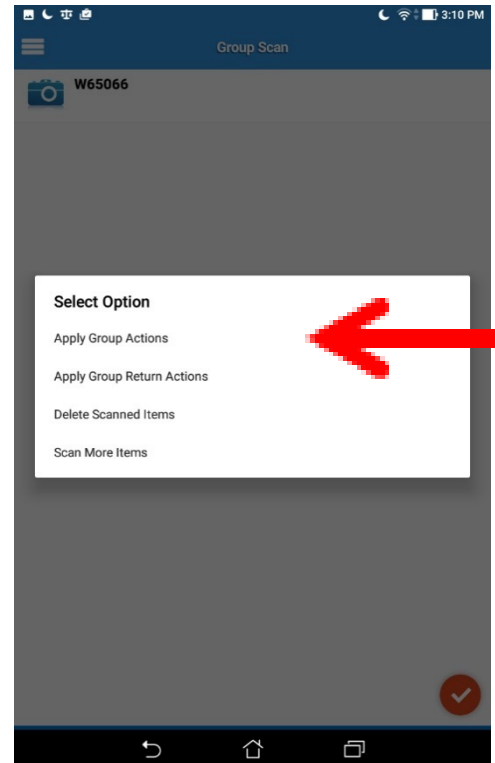 3:10 PM
Group Scan
W65066
Select Option
Apply Group Actions
Apply Group Return Actions
Delete Scanned Items
Scan More Items